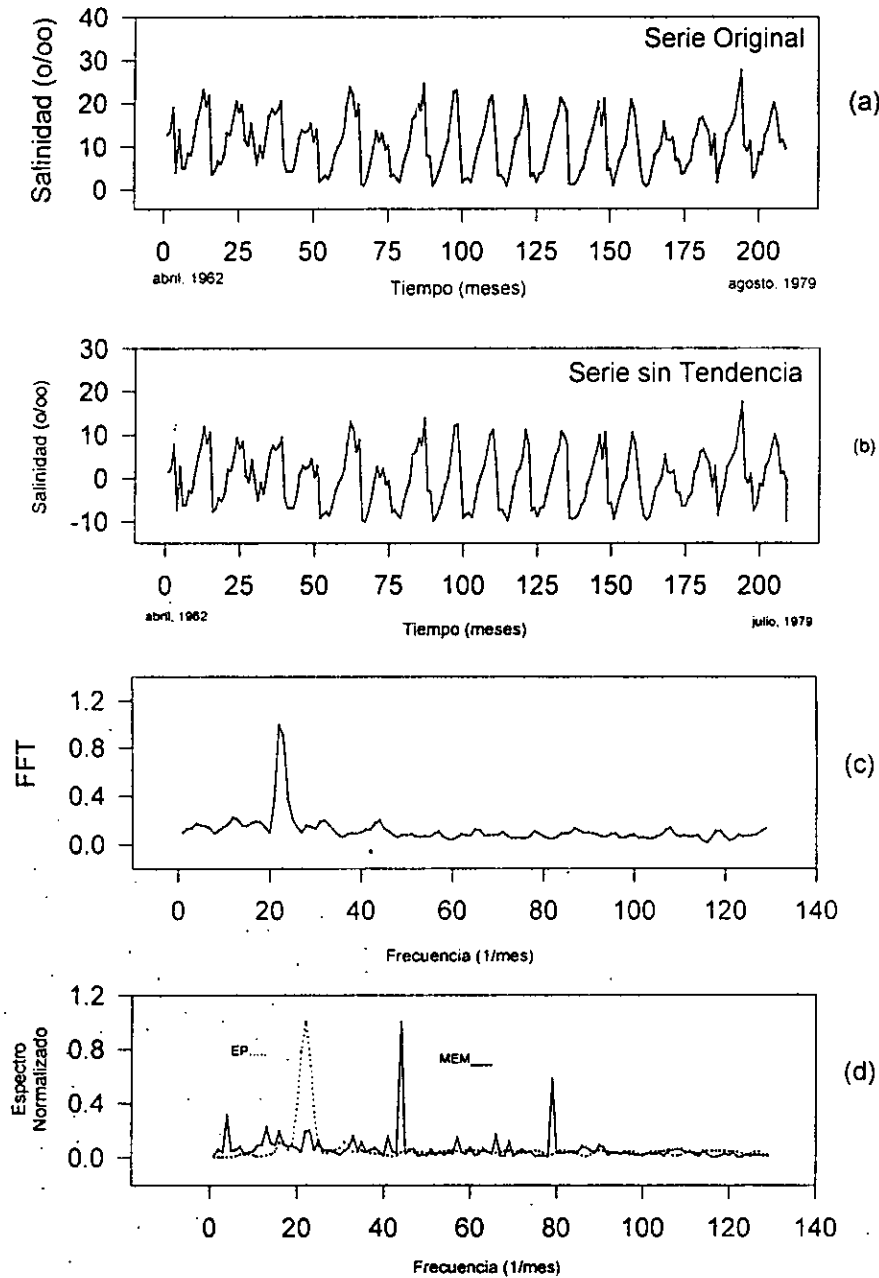 Serie Original
Salinidad (o/oo)
40
30
20
10
0
(a)
0 25 50 75 100 125 150 175 200
abril, 1962
Tiempo (meses)
agosto, 1979
Serie sin Tendencia
Salinidad (o/oo)
30
20
10
0
-10
(b)
0 25 50 75 100 125 150 175 200
abril, 1962
Tiempo (meses)
julio, 1979
FFT
1.2
0.8
0.4
0.0
(c)
0 20 40 60 80 100 120 140
Frecuencia (1/mes)
Espectro
Normalizado
1.2
0.8
0.4
0.0
EP.....
MEM___
(d)
0 20 40 60 80 100 120 140
Frecuencia (1/mes)